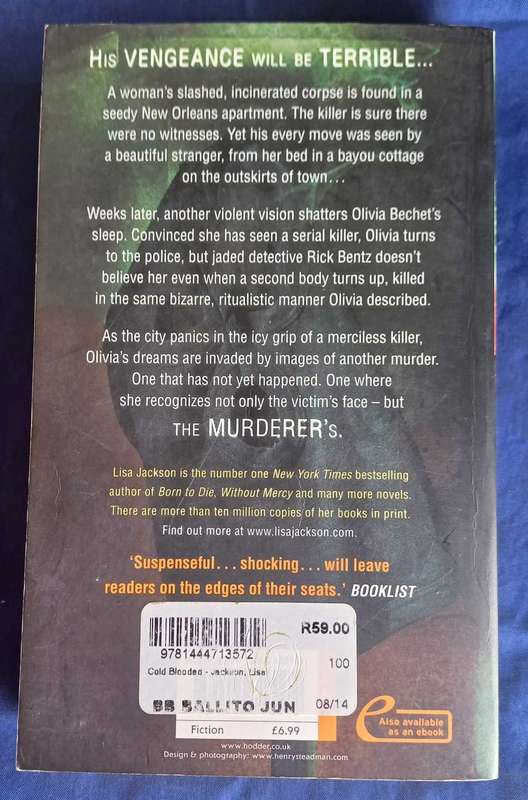 HIS VENGEANCE WILL BE TERRIBLE...
A woman's slashed, incinerated corpse is found in a
seedy New Orleans apartment. The killer is sure there
were no witnesses. Yet his every move was seen by
a beautiful stranger, from her bed in a bayou cottage
on the outskirts of town...
Weeks later, another violent vision shatters Olivia Bechet's
sleep. Convinced she has seen a serial killer, Olivia turns
to the police, but jaded detective Rick Bentz doesn't
believe her even when a second body turns up, killed
in the same bizarre, ritualistic manner Olivia described.
As the city panics in the icy grip of a merciless killer,
Olivia's dreams are invaded by images of another murder.
One that has not yet happened. One where
she recognizes not only the victim's face – but
THE MURDERER'S.
Lisa Jackson is the number one New York Times bestselling
author of Born to Die, Without Mercy and many more novels.
There are more than ten million copies of her books in print.
Find out more at www.lisajackson.com.
'Suspenseful... shocking... will leave
readers on the edges of their seats.' BOOKLIST
R59.00
9781444713572
100
Cold Blooded - Jackson, Lisa
BB BALLITO JUN
08/14
Fiction £6.99
e
Also available
as an ebook
www.hodder.co.uk
Design & photography: www.henrysteadman.com